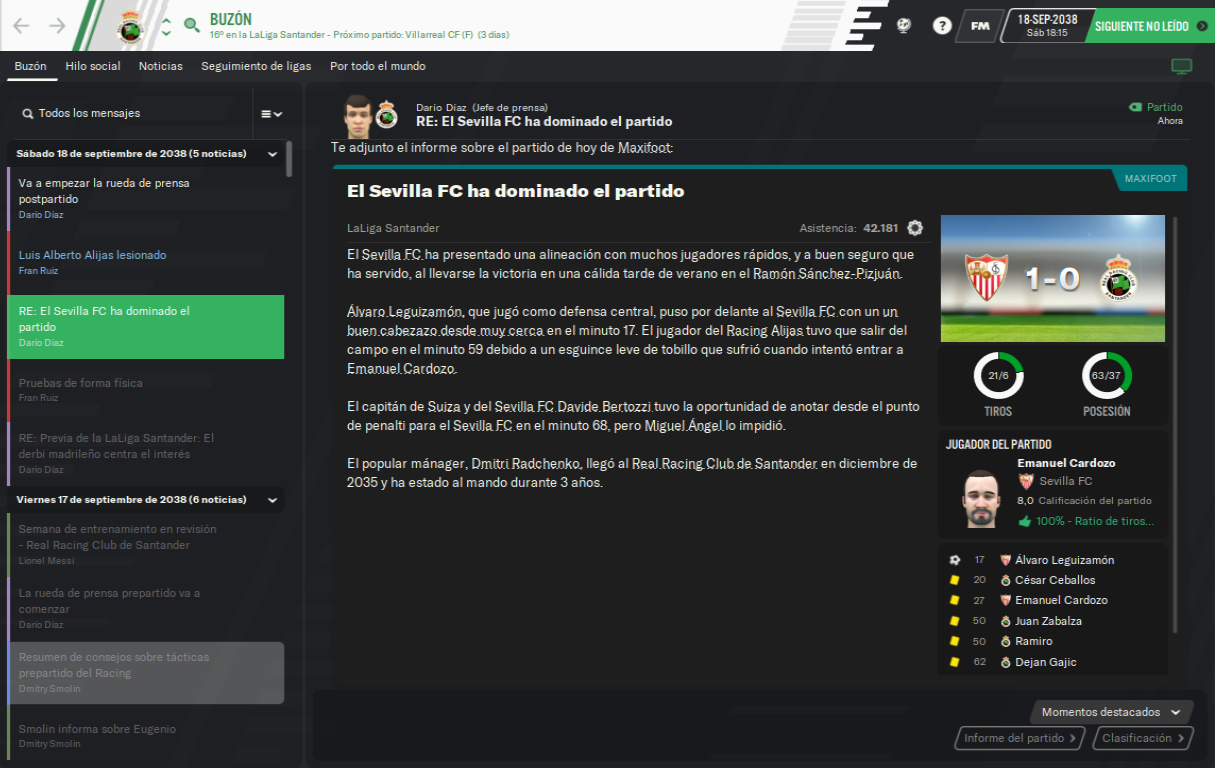 BUZÓN
16º en la LaLiga Santander - Próximo partido: Villarreal CF (F) (3 días)
?
FM
18-SEP-2038
Sáb 18:15
SIGUIENTE NO LEÍDO
Buzón
Hilo social
Noticias
Seguimiento de ligas
Por todo el mundo
Todos los mensajes
Sábado 18 de septiembre de 2038 (5 noticias)
Va a empezar la rueda de prensa
postpartido
Darío Díaz
Luis Alberto Alijas lesionado
Fran Ruiz
RE: El Sevilla FC ha dominado el
partido
Darío Díaz
Pruebas de forma física
Fran Ruiz
RE: Previa de la LaLiga Santander: El
derbi madrileño centra el interés
Darío Díaz
Viernes 17 de septiembre de 2038 (6 noticias)
Semana de entrenamiento en revisión
- Real Racing Club de Santander
Lionel Messi
La rueda de prensa prepartido va a
comenzar
Darío Díaz
Resumen de consejos sobre tácticas
prepartido del Racing
Dmitry Smolin
Smolin informa sobre Eugenio
Dmitry Smolin
Darío Díaz (Jefe de prensa)
RE: El Sevilla FC ha dominado el partido
Partido
Ahora
Te adjunto el informe sobre el partido de hoy de Maxifoot:
MAXIFOOT
El Sevilla FC ha dominado el partido
LaLiga Santander
Asistencia: 42.181
El Sevilla FC ha presentado una alineación con muchos jugadores rápidos, y a buen seguro que
ha servido, al llevarse la victoria en una cálida tarde de verano en el Ramón Sánchez-Pizjuán.
Álvaro Leguizamón, que jugó como defensa central, puso por delante al Sevilla FC con un un
buen cabezazo desde muy cerca en el minuto 17. El jugador del Racing Alijas tuvo que salir del
campo en el minuto 59 debido a un esguince leve de tobillo que sufrió cuando intentó entrar a
Emanuel Cardozo.
El capitán de Suiza y del Sevilla FC Davide Bertozzi tuvo la oportunidad de anotar desde el punto
de penalti para el Sevilla FC en el minuto 68, pero Miguel Ángel lo impidió.
El popular mánager, Dmitri Radchenko, llegó al Real Racing Club de Santander en diciembre de
2035 y ha estado al mando durante 3 años.
1-0
21/6
TIROS
63/37
POSESIÓN
JUGADOR DEL PARTIDO
Emanuel Cardozo
Sevilla FC
8,0 Calificación del partido
100% - Ratio de tiros...
17 Álvaro Leguizamón
20 César Ceballos
27 Emanuel Cardozo
50 Juan Zabalza
50 Ramiro
62 Dejan Gajic
Momentos destacados
Informe del partido
Clasificación